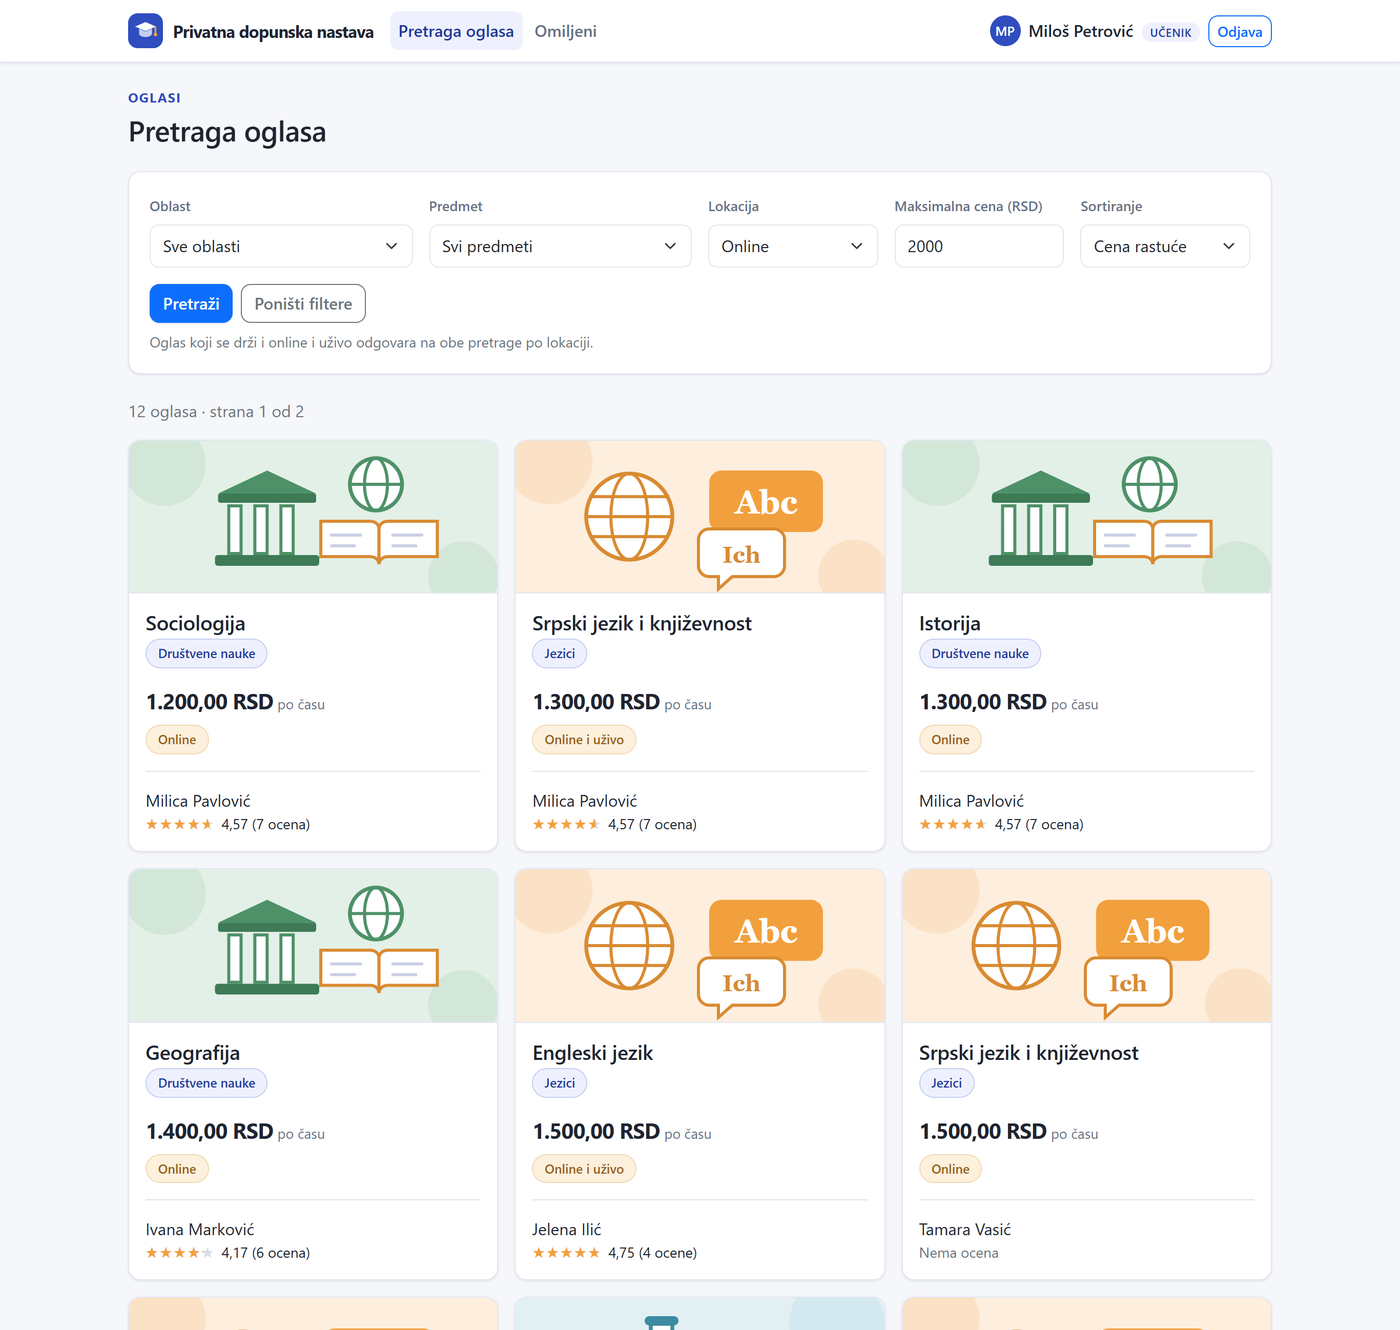 Privatna dopunska nastava
Pretraga oglasa
Omiljeni
MP
Miloš Petrović
UČENIK
Odjava
OGLASI
Pretraga oglasa
Oblast
Predmet
Lokacija
Maksimalna cena (RSD)
Sortiranje
Sve oblasti
Svi predmeti
Online
2000
Cena rastuće
Pretraži
Poništi filtere
Oglas koji se drži i online i uživo odgovara na obe pretrage po lokaciji.
12 oglasa · strana 1 od 2
Sociologija
Društvene nauke
1.200,00 RSD po času
Online
Milica Pavlović
4,57 (7 ocena)
Abc
Ich
Srpski jezik i književnost
Jezici
1.300,00 RSD po času
Online i uživo
Milica Pavlović
4,57 (7 ocena)
Istorija
Društvene nauke
1.300,00 RSD po času
Online
Milica Pavlović
4,57 (7 ocena)
Geografija
Društvene nauke
1.400,00 RSD po času
Online
Ivana Marković
4,17 (6 ocena)
Abc
Ich
Engleski jezik
Jezici
1.500,00 RSD po času
Online i uživo
Jelena Ilić
4,75 (4 ocene)
Abc
Ich
Srpski jezik i književnost
Jezici
1.500,00 RSD po času
Online
Tamara Vasić
Nema ocena